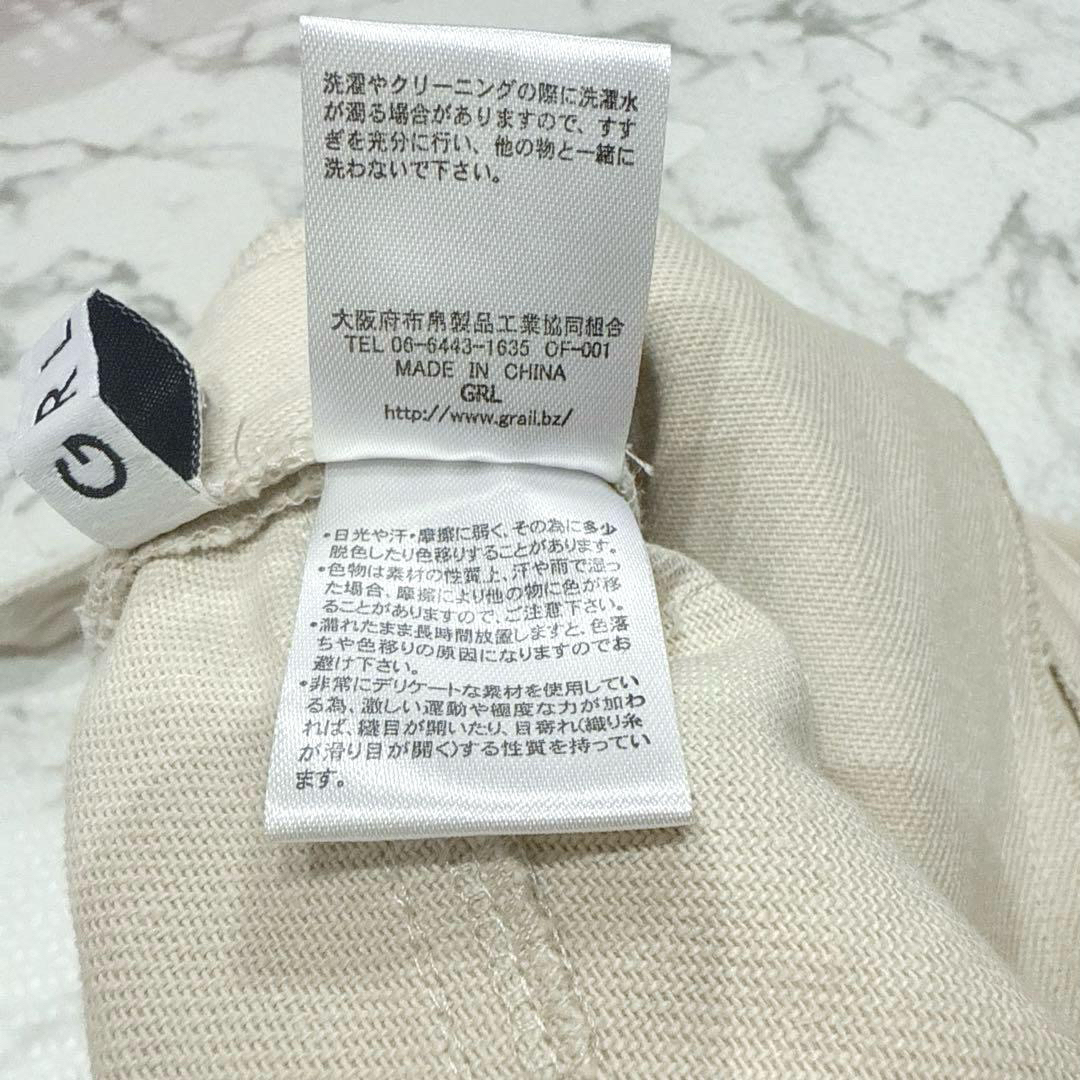 洗濯やクリーニングの際に洗濯水
が濁る場合がありますので、すす
ぎを充分に行い、他の物と一緒に
洗わないで下さい。
大阪府布帛製品工業協同組合
TEL 06-6443-1635 OF-001
MADE IN CHINA
GRL
http://www.grail.bz/
GRL
・日光や汗・摩擦に弱く、その為に多少
脱色したり色移りすることがあります。
・色物は素材の性質上、汗や雨で湿っ
た場合、摩擦により他の物に色が移
ることがありますので、ご注意下さい。
・濡れたまま長時間放置しますと、色落
ちや色移りの原因になりますのでお
避け下さい。
・非常にデリケートな素材を使用してい
る為、激しい運動や極度な力が加わ
れば、縫目が開いたり、目寄れ(織り糸
が滑り目が開く)する性質を持ってい
ます。